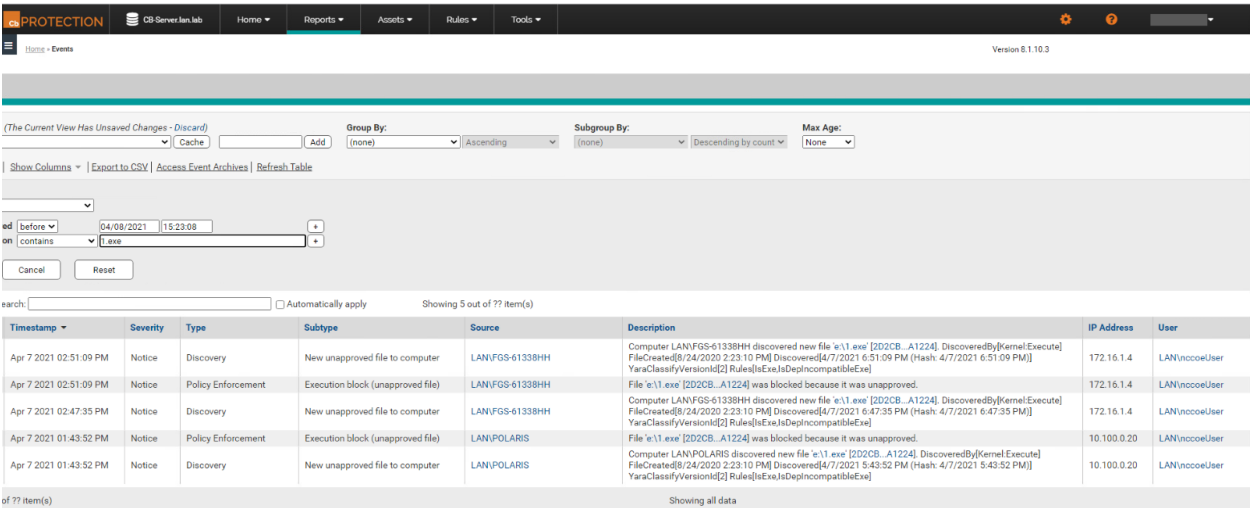 Cb PROTECTION CB-Server.lan.lab Home Reports Assets Rules Tools ?
Home » Events Version 8.1.10.3
(The Current View Has Unsaved Changes - Discard) Group By: Subgroup By: Max Age:
Cache Add (none) Ascending (none) Descending by count None
Show Columns | Export to CSV | Access Event Archives | Refresh Table
ed before 04/08/2021 15:23:08 +
on contains 1.exe +
Cancel Reset
earch: Automatically apply Showing 5 out of ?? item(s)
Timestamp Severity Type Subtype Source Description IP Address User
Apr 7 2021 02:51:09 PM Notice Discovery New unapproved file to computer LAN\FGS-61338HH Computer LAN\FGS-61338HH discovered new file 'e:\1.exe' [2D2CB...A1224]. DiscoveredBy[Kernel:Execute] 172.16.1.4 LAN\nccoeUser
FileCreated[8/24/2020 2:23:10 PM] Discovered[4/7/2021 6:51:09 PM (Hash: 4/7/2021 6:51:09 PM)]
YaraClassifyVersionId[2] Rules[IsExe,IsDepIncompatibleExe]
Apr 7 2021 02:51:09 PM Notice Policy Enforcement Execution block (unapproved file) LAN\FGS-61338HH File 'e:\1.exe' [2D2CB...A1224] was blocked because it was unapproved. 172.16.1.4 LAN\nccoeUser
Apr 7 2021 02:47:35 PM Notice Discovery New unapproved file to computer LAN\FGS-61338HH Computer LAN\FGS-61338HH discovered new file 'e:\1.exe' [2D2CB...A1224]. DiscoveredBy[Kernel:Execute] 172.16.1.4 LAN\nccoeUser
FileCreated[8/24/2020 2:23:10 PM] Discovered[4/7/2021 6:47:35 PM (Hash: 4/7/2021 6:47:35 PM)]
YaraClassifyVersionId[2] Rules[IsExe,IsDepIncompatibleExe]
Apr 7 2021 01:43:52 PM Notice Policy Enforcement Execution block (unapproved file) LAN\POLARIS File 'e:\1.exe' [2D2CB...A1224] was blocked because it was unapproved. 10.100.0.20 LAN\nccoeUser
Apr 7 2021 01:43:52 PM Notice Discovery New unapproved file to computer LAN\POLARIS Computer LAN\POLARIS discovered new file 'e:\1.exe' [2D2CB...A1224]. DiscoveredBy[Kernel:Execute] 10.100.0.20 LAN\nccoeUser
FileCreated[8/24/2020 2:23:10 PM] Discovered[4/7/2021 5:43:52 PM (Hash: 4/7/2021 5:43:52 PM)]
YaraClassifyVersionId[2] Rules[IsExe,IsDepIncompatibleExe]
of ?? item(s) Showing all data